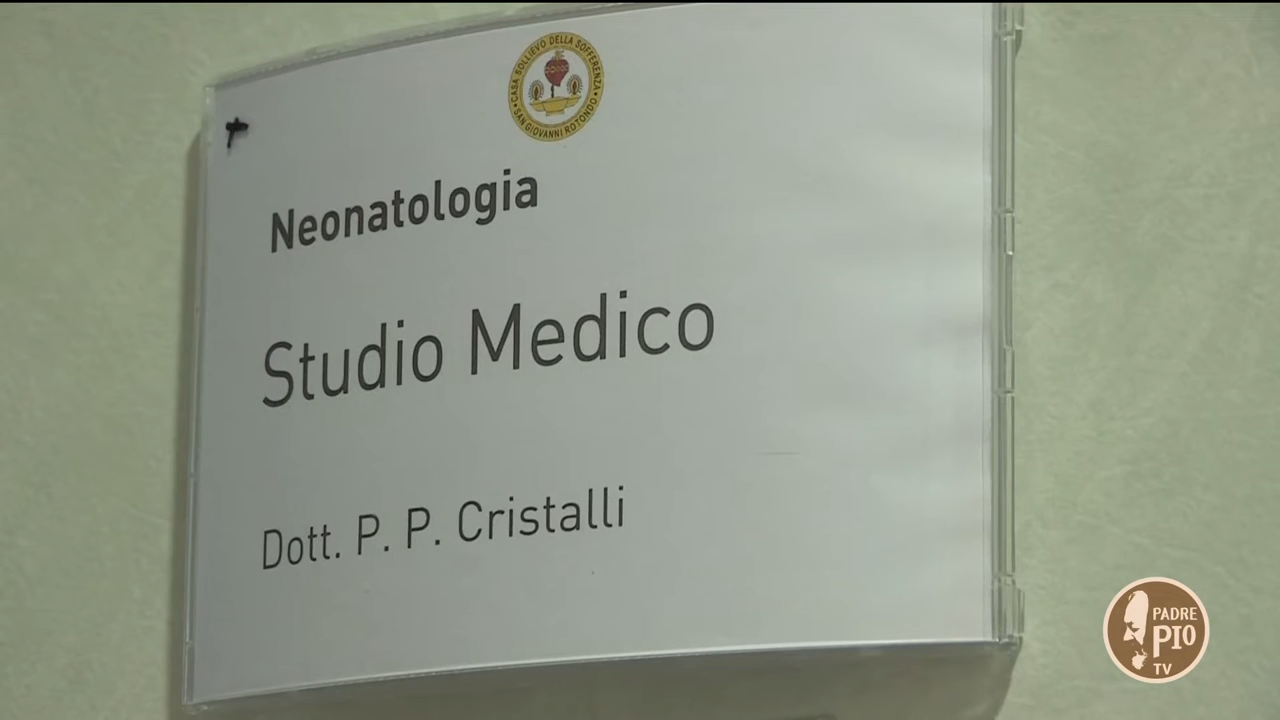 CASA SOLLIEVO DELLA SOFFERENZA
SAN GIOVANNI ROTONDO
Neonatologia
Studio Medico
Dott. P. P. Cristalli
PADRE
PIO
TV